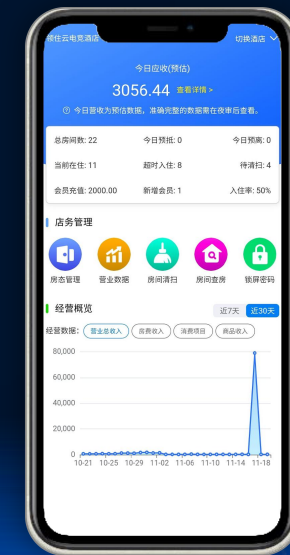 领住云电竞酒店 切换酒店
今日应收(预估)
3056.44 查看详情 >
今日营收为预估数据，准确完整的数据需在夜审后查看。
总房间数: 22 今日预抵: 0 今日预离: 0
当前在住: 11 超时入住: 8 待清扫: 4
会员充值: 2000.00 新增会员: 1 入住率: 50%
店务管理
房态管理 营业数据 房间清扫 房间查房 锁屏密码
经营概览 近7天 近30天
经营数据: 营业总收入 房费收入 消费项目 商品收入
80,000
60,000
40,000
20,000
0
10-21 10-25 10-29 11-02 11-06 11-10 11-14 11-18